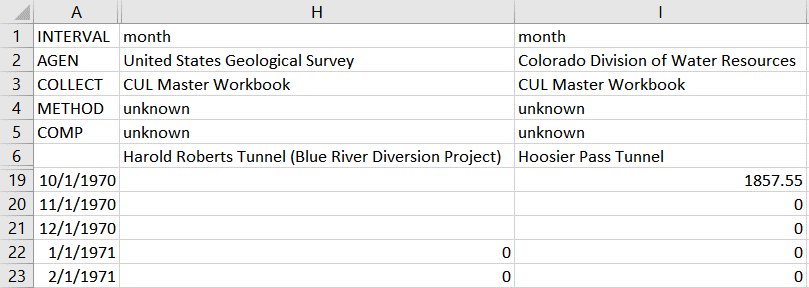 A H I
1 INTERVAL month month
2 AGEN United States Geological Survey Colorado Division of Water Resources
3 COLLECT CUL Master Workbook CUL Master Workbook
4 METHOD unknown unknown
5 COMP unknown unknown
6 Harold Roberts Tunnel (Blue River Diversion Project) Hoosier Pass Tunnel
19 10/1/1970 1857.55
20 11/1/1970 0
21 12/1/1970 0
22 1/1/1971 0 0
23 2/1/1971 0 0